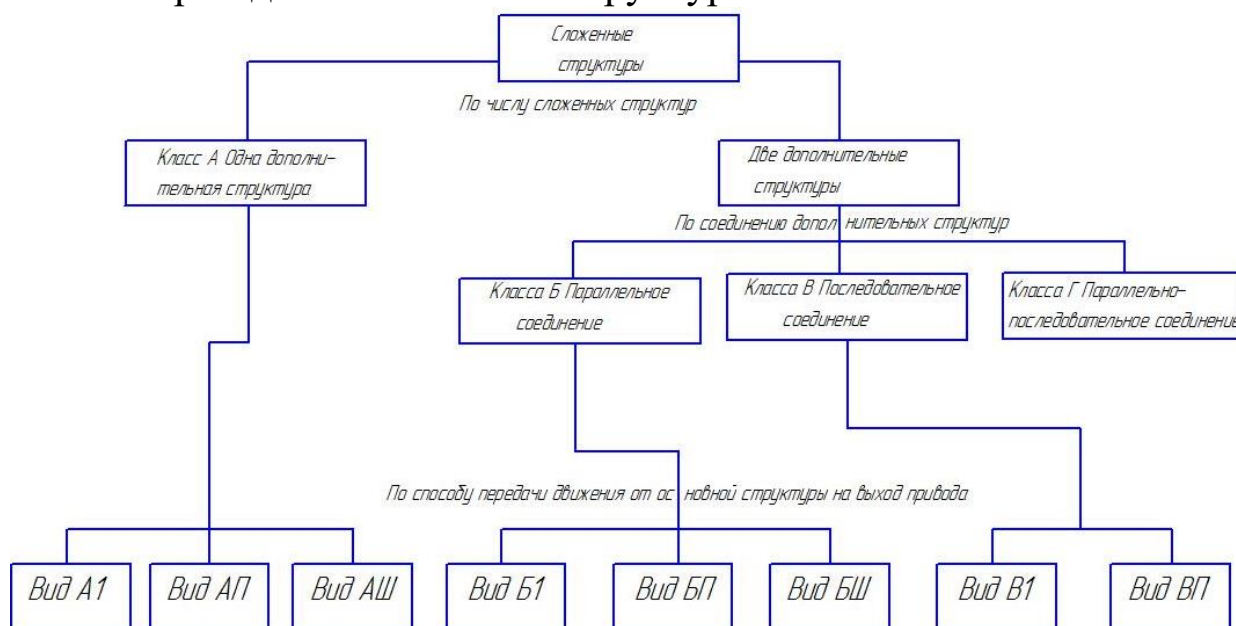 Сложенные
структуры
По числу сложенных структур
Класс А Одна дополни-
тельная структура
Две дополнительные
структуры
По соединению допол нительных структур
Класса Б Параллельное
соединение
Класса В Последовательное
соединение
Класса Г Параллельно-
последовательное соединение
По способу передачи движения от ос новной структуры на выход привода
Вид А1
Вид АП
Вид АШ
Вид Б1
Вид БП
Вид БШ
Вид В1
Вид ВП